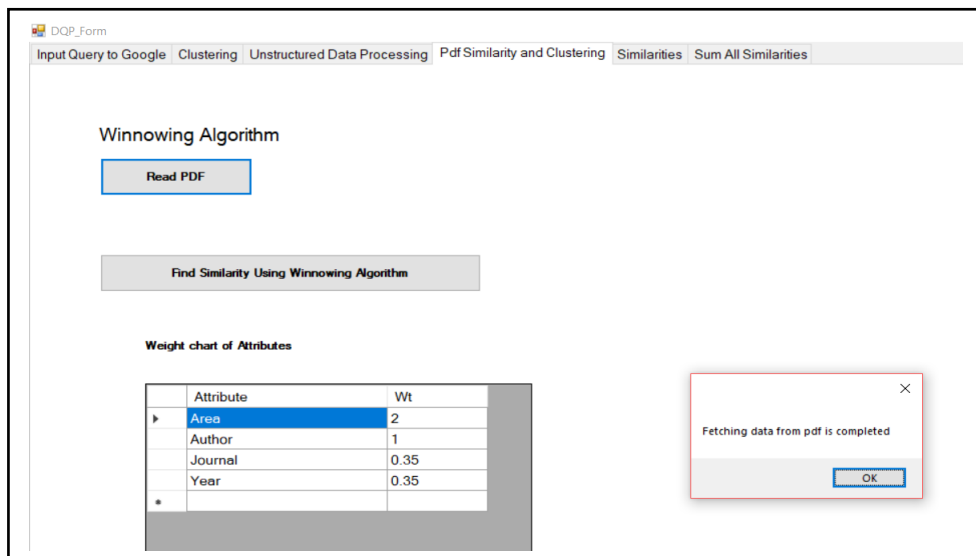 DQP_Form
Input Query to Google Clustering Unstructured Data Processing Pdf Similarity and Clustering Similarities Sum All Similarities
Winnowing Algorithm
Read PDF
Find Similarity Using Winnowing Algorithm
Weight chart of Attributes
Attribute Wt
Area 2
Author 1
Journal 0.35
Year 0.35
Fetching data from pdf is completed
OK